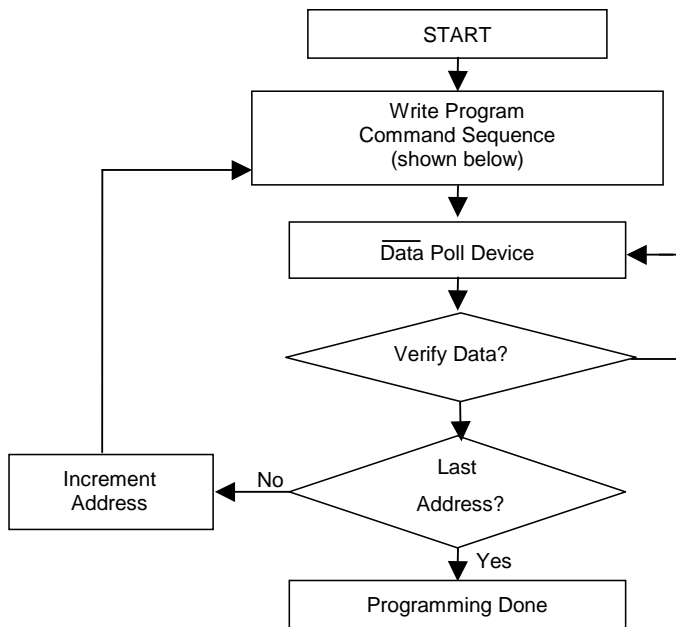 START
Write Program
Command Sequence
(shown below)
Data Poll Device
Verify Data?
Last
Address?
No
Increment
Address
Yes
Programming Done